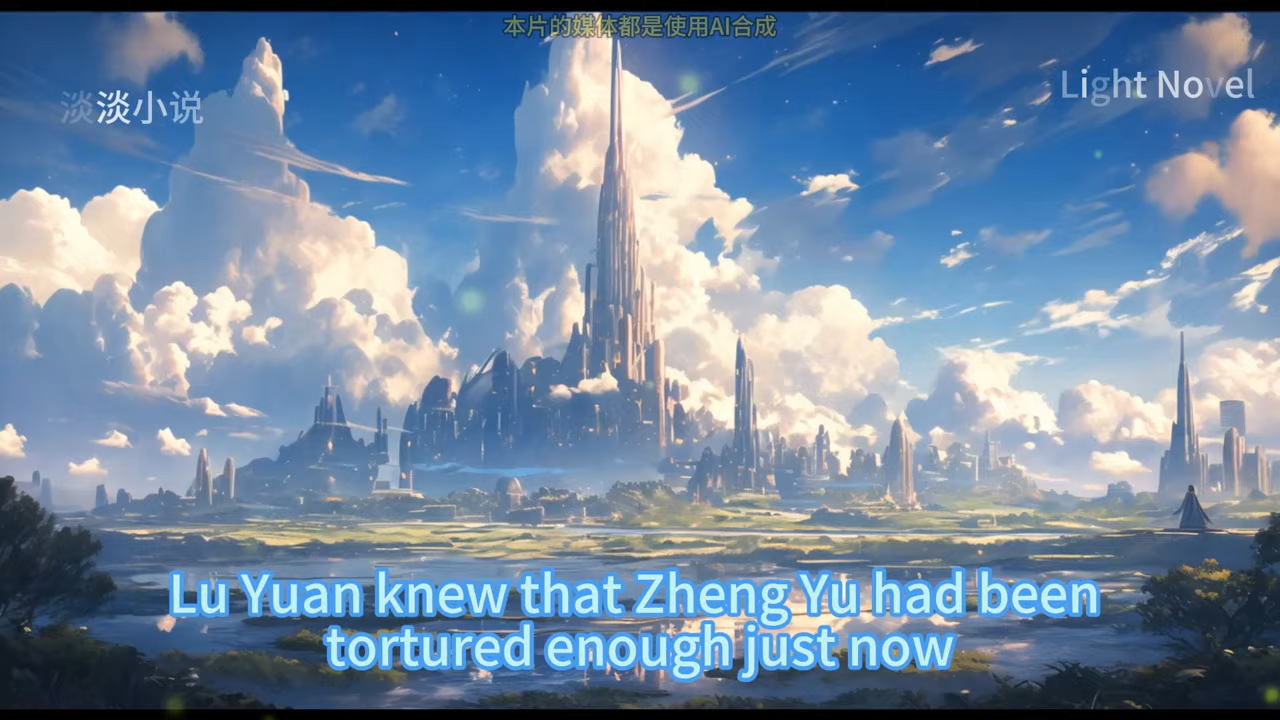 本片的媒体都是使用AI合成
淡淡小说
Light Novel
Lu Yuan knew that Zheng Yu had been
tortured enough just now